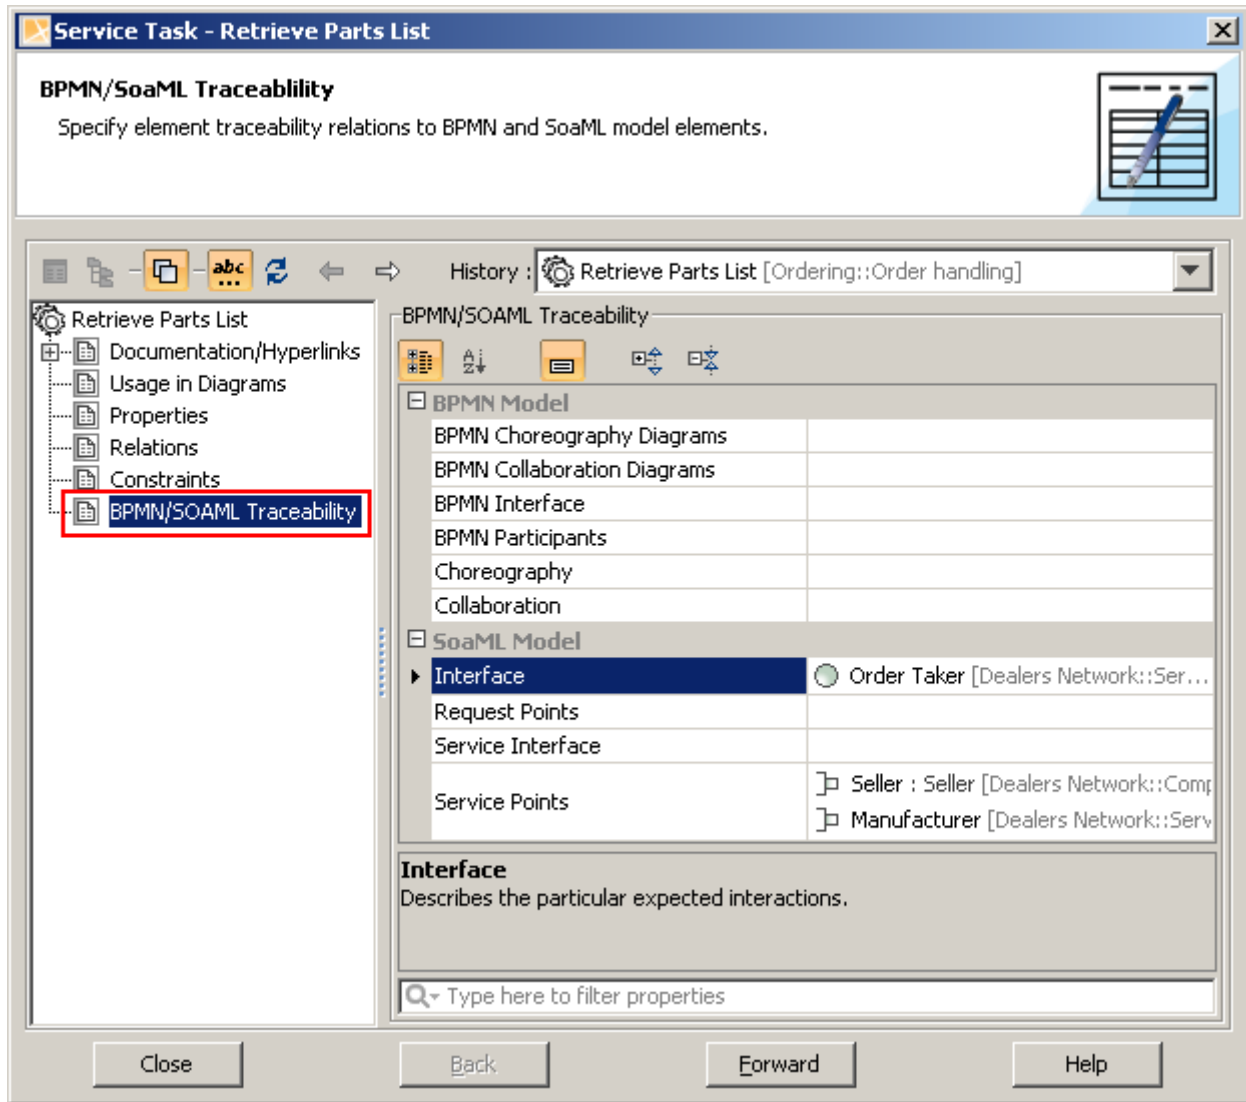 Service Task - Retrieve Parts List
BPMN/SoaML Traceablility
Specify element traceability relations to BPMN and SoaML model elements.
abc
History :
Retrieve Parts List [Ordering::Order handling]
Retrieve Parts List
Documentation/Hyperlinks
Usage in Diagrams
Properties
Relations
Constraints
BPMN/SOAML Traceability
BPMN/SOAML Traceability
BPMN Model
BPMN Choreography Diagrams
BPMN Collaboration Diagrams
BPMN Interface
BPMN Participants
Choreography
Collaboration
SoaML Model
Interface
Order Taker [Dealers Network::Ser...
Request Points
Service Interface
Service Points
Seller : Seller [Dealers Network::Comp
Manufacturer [Dealers Network::Serv
Interface
Describes the particular expected interactions.
Type here to filter properties
Close
Back
Forward
Help